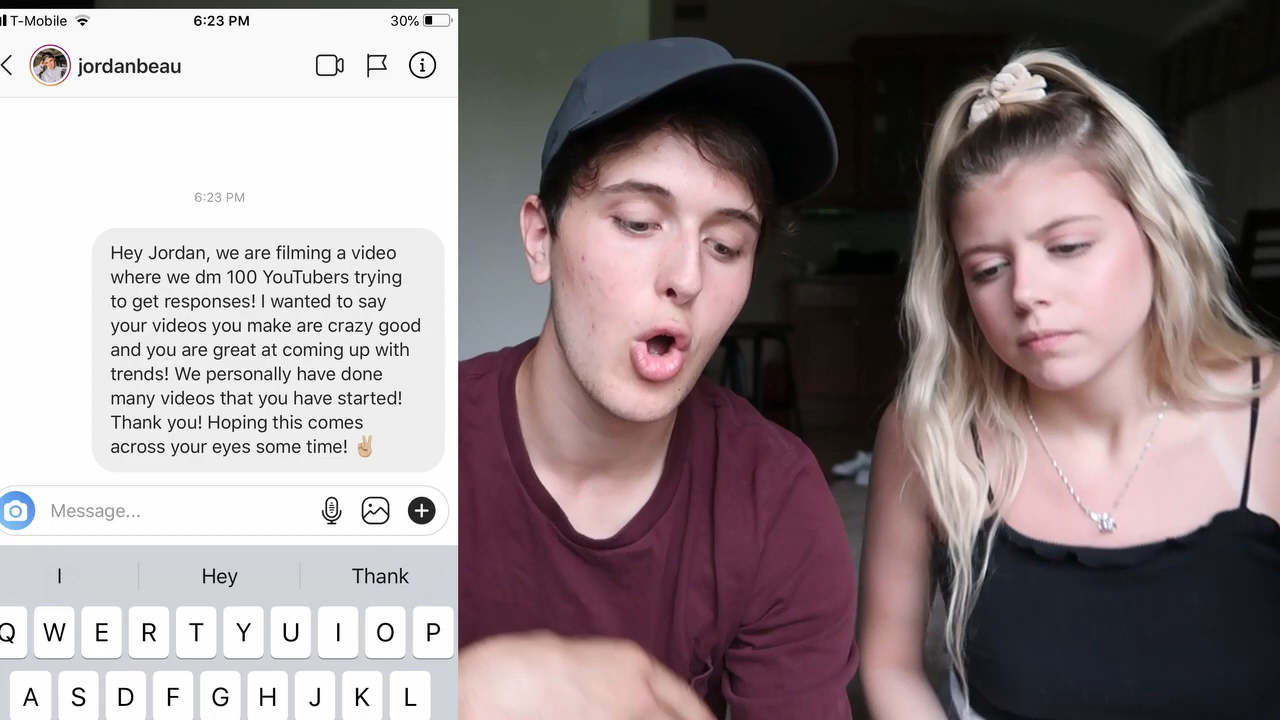 T-Mobile 6:23 PM 30%
jordanbeau
6:23 PM
Hey Jordan, we are filming a video
where we dm 100 YouTubers trying
to get responses! I wanted to say
your videos you make are crazy good
and you are great at coming up with
trends! We personally have done
many videos that you have started!
Thank you! Hoping this comes
across your eyes some time! ✌🏼
Message...
I Hey Thank
Q W E R T Y U I O P
A S D F G H J K L